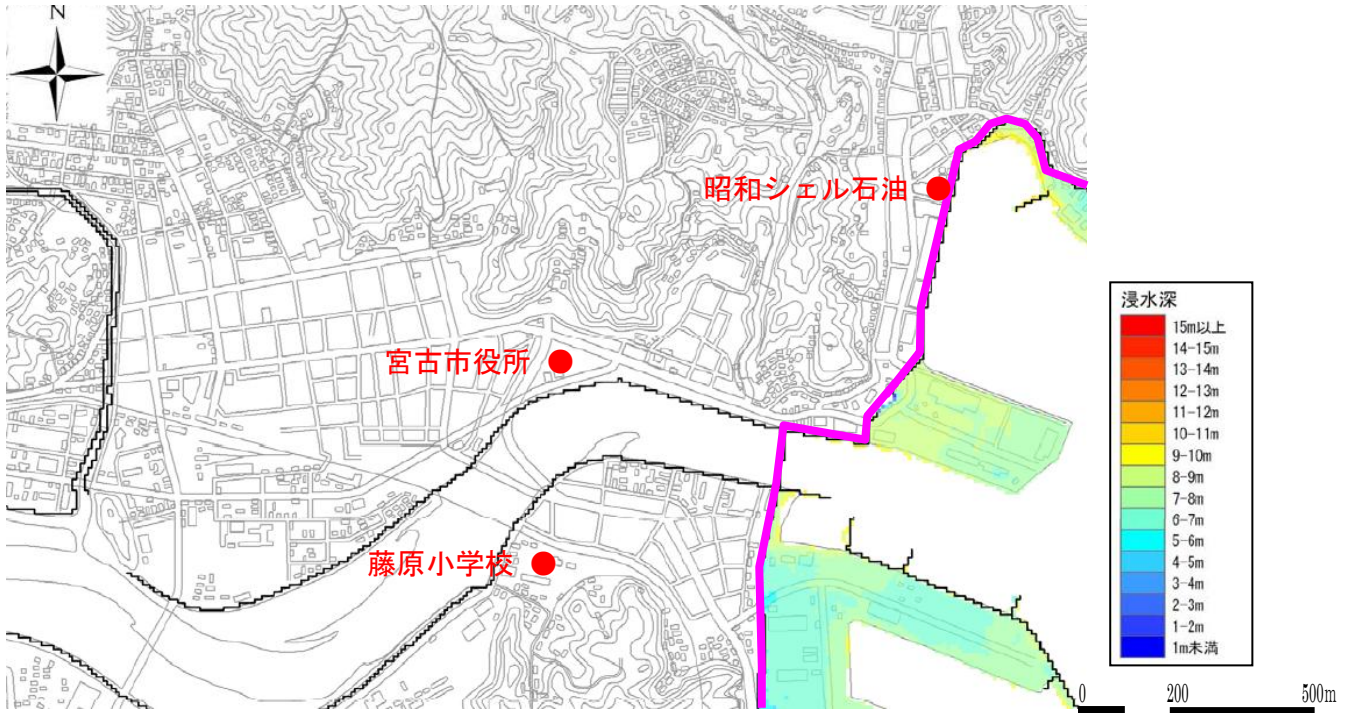 N
昭和シェル石油
宮古市役所
藤原小学校
浸水深
15m以上
14-15m
13-14m
12-13m
11-12m
10-11m
9-10m
8-9m
7-8m
6-7m
5-6m
4-5m
3-4m
2-3m
1-2m
1m未満
0 200 500m